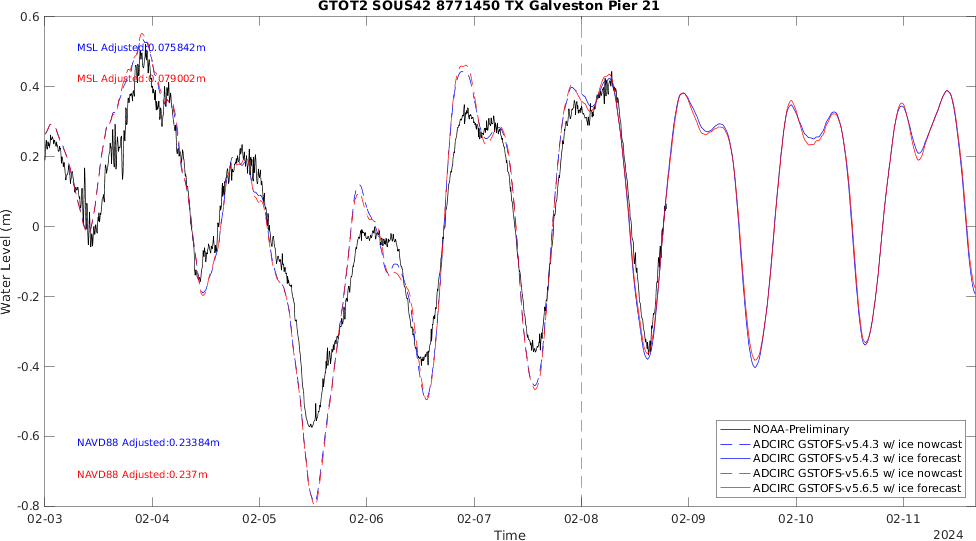 GTOT2 SOUS42 8771450 TX Galveston Pier 21
0.6
MSL Adjusted:0.075842m
MSL Adjusted:0.079002m
0.4
0.2
0
-0.2
-0.4
-0.6
-0.8
Water Level (m)
NAVD88 Adjusted:0.23384m
NAVD88 Adjusted:0.237m
NOAA-Preliminary
ADCIRC GSTOFS-v5.4.3 w/ ice nowcast
ADCIRC GSTOFS-v5.4.3 w/ ice forecast
ADCIRC GSTOFS-v5.6.5 w/ ice nowcast
ADCIRC GSTOFS-v5.6.5 w/ ice forecast
02-03 02-04 02-05 02-06 02-07 02-08 02-09 02-10 02-11
Time
2024